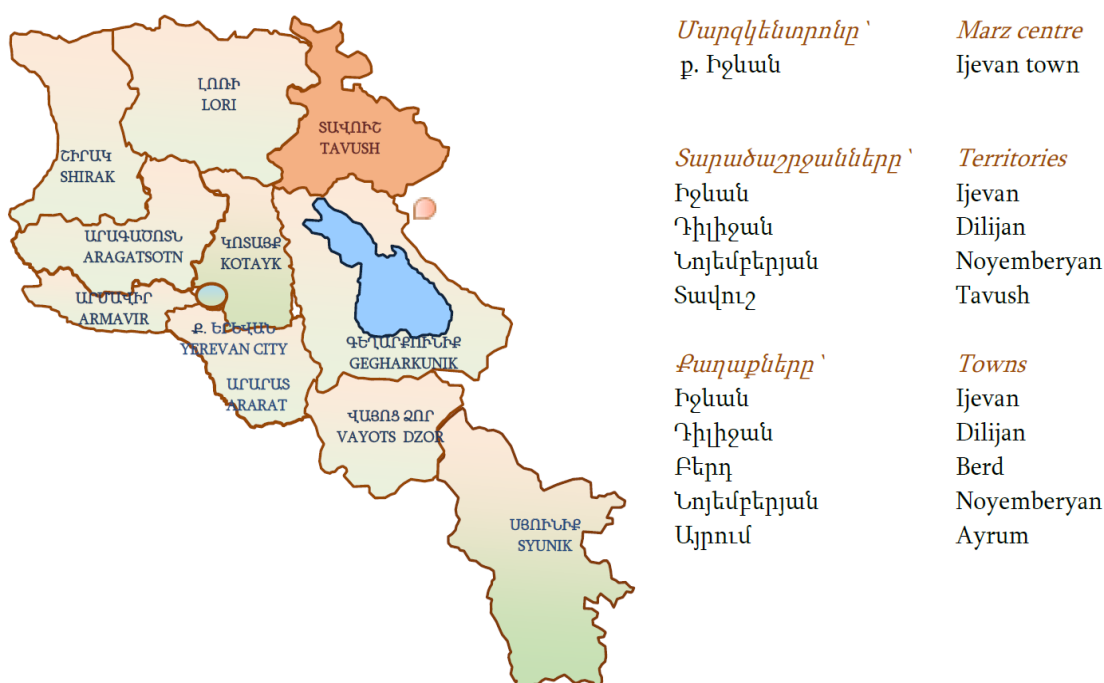 ԼՈՌԻ
LORI
ՏԱՎՈՒՇ
TAVUSH
ՇԻՐԱԿ
SHIRAK
ԱՐԱԳԱԾՈՏՆ
ARAGATSOTN
ԿՈՏԱՅՔ
KOTAYK
ԱՐՄԱՎԻՐ
ARMAVIR
Ք. ԵՐԵՎԱՆ
YEREVAN CITY
ԳԵՂԱՐՔՈՒՆԻՔ
GEGHARKUNIK
ԱՐԱՐԱՏ
ARARAT
ՎԱՅՈՑ ՁՈՐ
VAYOTS DZOR
ՍՅՈՒՆԻՔ
SYUNIK
Մարզկենտրոնը՝ Marz centre
ք. Իջևան Ijevan town
Տարածաշրջանները՝ Territories
Իջևան Ijevan
Դիլիջան Dilijan
Նոյեմբերյան Noyemberyan
Տավուշ Tavush
Քաղաքները՝ Towns
Իջևան Ijevan
Դիլիջան Dilijan
Բերդ Berd
Նոյեմբերյան Noyemberyan
Այրում Ayrum